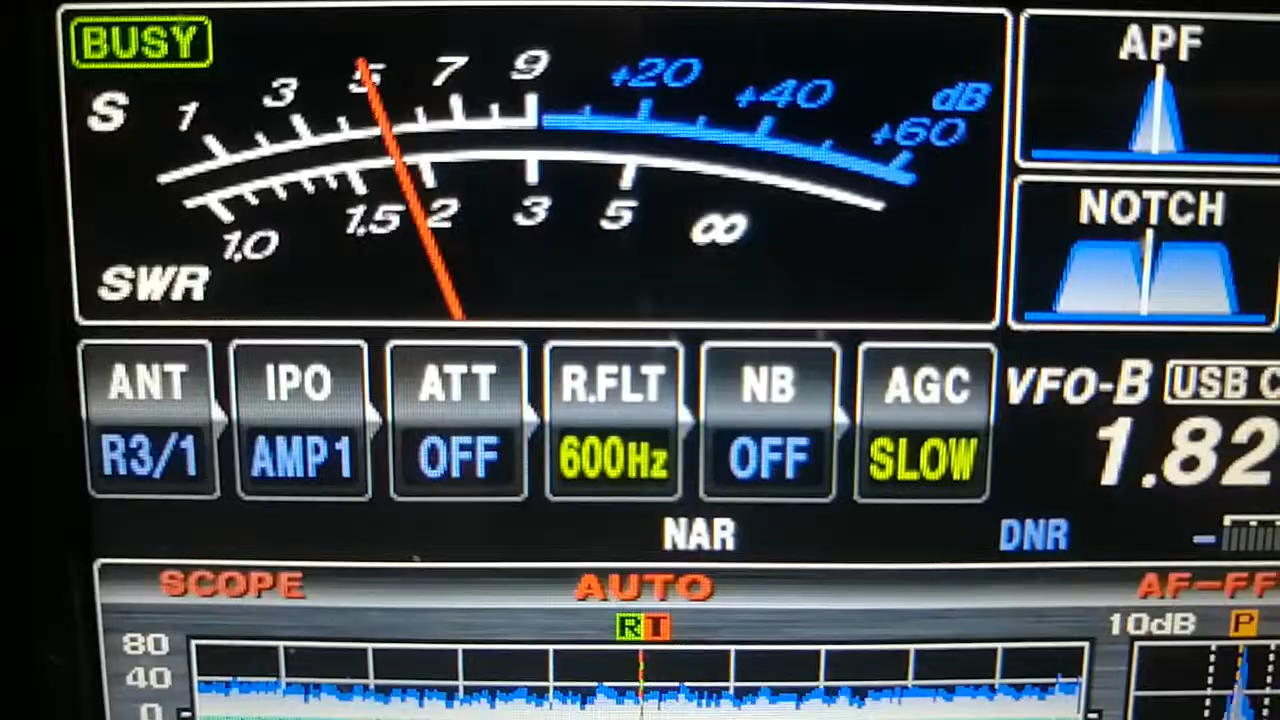 BUSY
APF
S 1 3 5 7 9 +20 +40 +60 dB
1.0 1.5 2 3 5 ∞
SWR
NOTCH
ANT IPO ATT R.FLT NB AGC
R3/1 AMP1 OFF 600Hz OFF SLOW
VFO-B USB
1.82
NAR DNR
SCOPE AUTO AF-FF
R T
10dB P
80
40
0